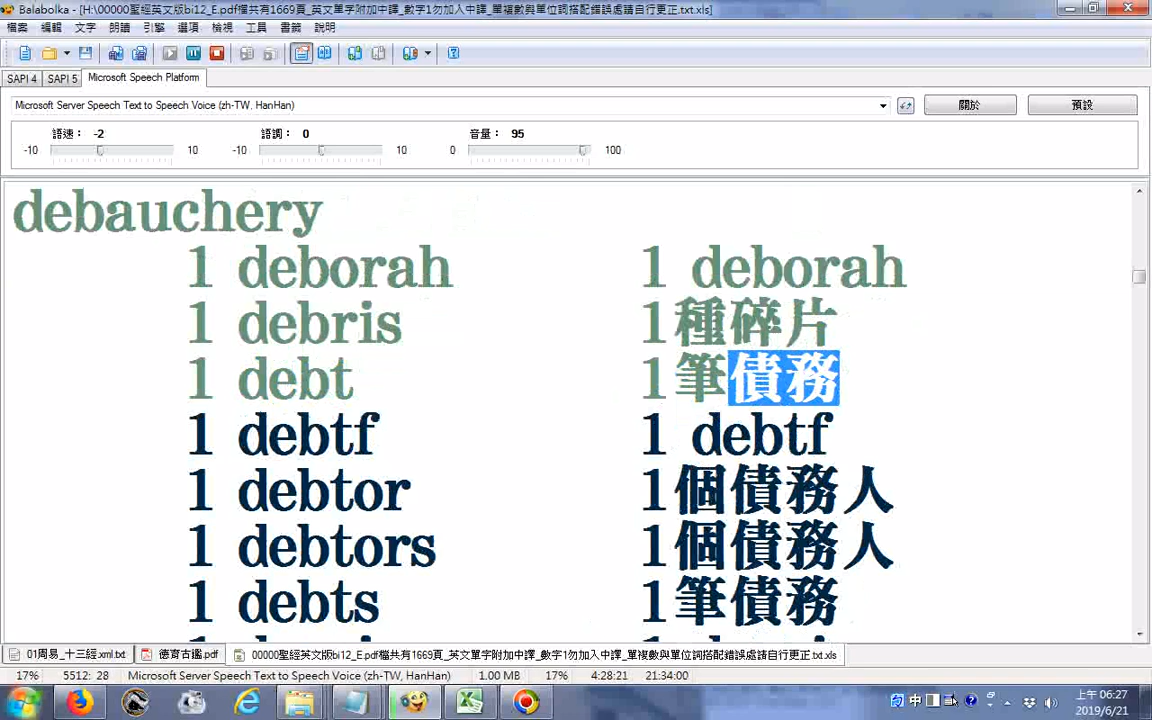 Balabolka - [H:\00000聖經英文版bi12_E.pdf檔共有1669頁_英文單字附加中譯_數字1勿加入中譯_單複數與單位詞搭配錯誤處請自行更正.txt.xls]
檔案 編輯 文字 朗讀 引擎 選項 檢視 工具 書籤 說明
SAPI 4 SAPI 5 Microsoft Speech Platform
Microsoft Server Speech Text to Speech Voice (zh-TW, HanHan) 關於 預設
語速： -2 語調： 0 音量： 95
-10 10 -10 10 0 100
debauchery
1 deborah 1 deborah
1 debris 1種碎片
1 debt 1筆債務
1 debtf 1 debtf
1 debtor 1個債務人
1 debtors 1個債務人
1 debts 1筆債務
01周易_十三經.xml.txt 德育古鑑.pdf 00000聖經英文版bi12_E.pdf檔共有1669頁_英文單字附加中譯_數字1勿加入中譯_單複數與單位詞搭配錯誤處請自行更正.txt.xls
17% 5512: 28 Microsoft Server Speech Text to Speech Voice (zh-TW, HanHan) 1.00 MB 17% 4:28:21 21:34:00
中 上午 06:27
2019/6/21